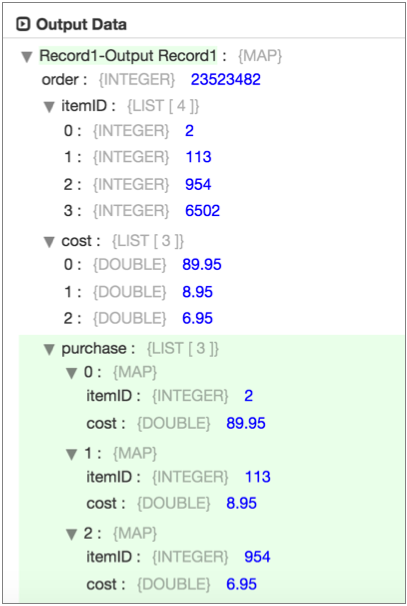 Output Data
Record1-Output Record1 : {MAP}
order : {INTEGER} 23523482
itemID : {LIST [ 4 ]}
0 : {INTEGER} 2
1 : {INTEGER} 113
2 : {INTEGER} 954
3 : {INTEGER} 6502
cost : {LIST [ 3 ]}
0 : {DOUBLE} 89.95
1 : {DOUBLE} 8.95
2 : {DOUBLE} 6.95
purchase : {LIST [ 3 ]}
0 : {MAP}
itemID : {INTEGER} 2
cost : {DOUBLE} 89.95
1 : {MAP}
itemID : {INTEGER} 113
cost : {DOUBLE} 8.95
2 : {MAP}
itemID : {INTEGER} 954
cost : {DOUBLE} 6.95